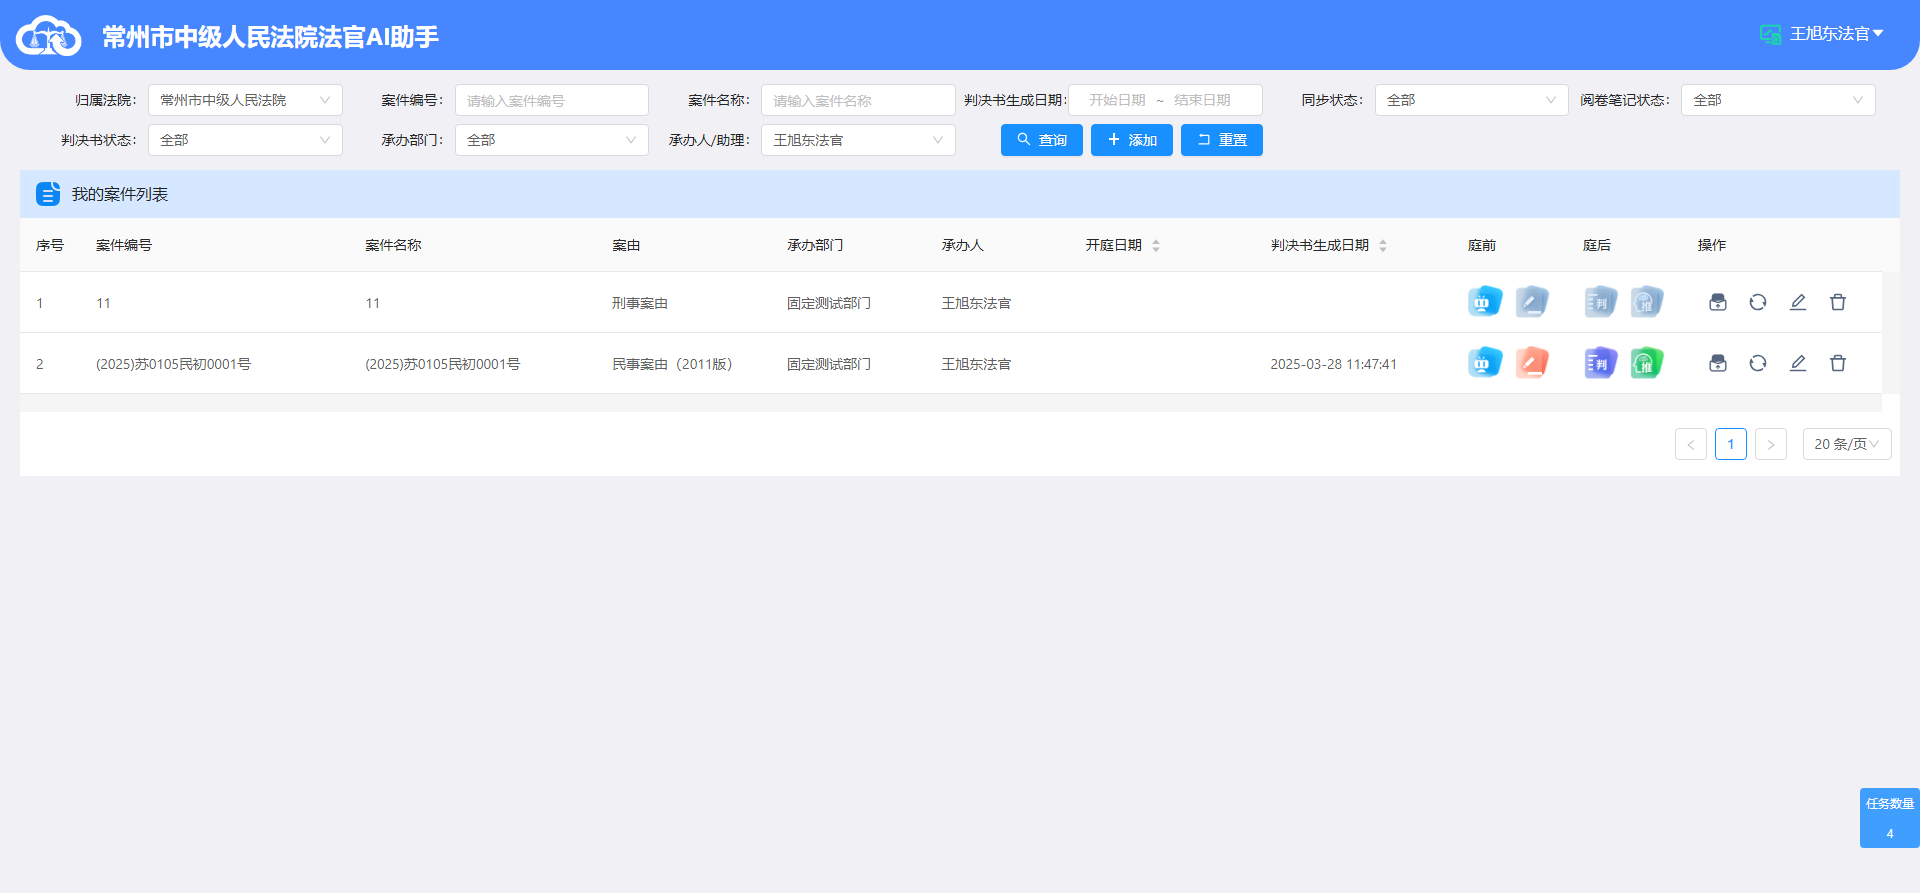 常州市中级人民法院法官AI助手
王旭东法官
归属法院: 常州市中级人民法院 案件编号: 请输入案件编号 案件名称: 请输入案件名称 判决书生成日期: 开始日期 ~ 结束日期 同步状态: 全部 阅卷笔记状态: 全部
判决书状态: 全部 承办部门: 全部 承办人/助理: 王旭东法官 查询 添加 重置
我的案件列表
序号 案件编号 案件名称 案由 承办部门 承办人 开庭日期 判决书生成日期 庭前 庭后 操作
1 11 11 刑事案由 固定测试部门 王旭东法官 判 推
2 (2025)苏0105民初0001号 (2025)苏0105民初0001号 民事案由（2011版） 固定测试部门 王旭东法官 2025-03-28 11:47:41 判 推
< 1 > 20 条/页
任务数量
4